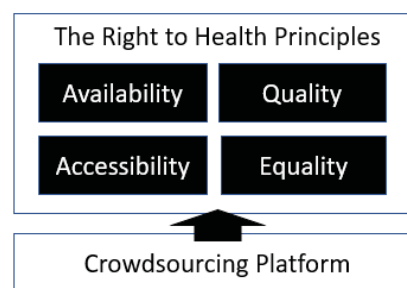 The Right to Health Principles
Availability
Quality
Accessibility
Equality
Crowdsourcing Platform